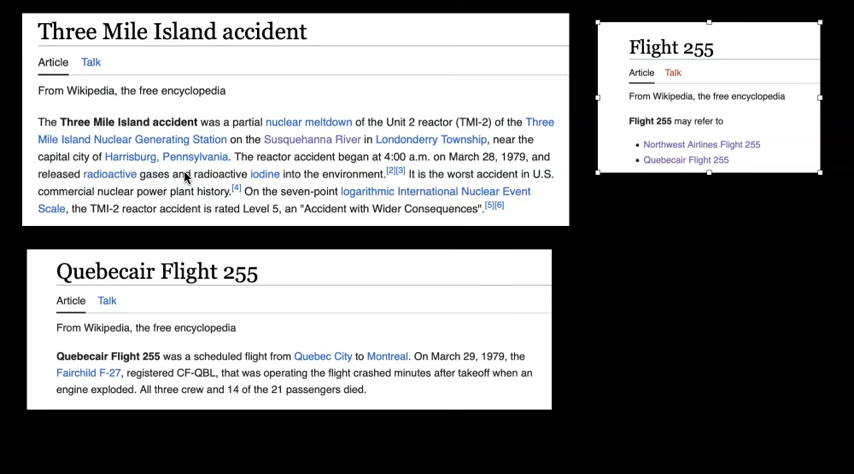 Three Mile Island accident
Article Talk
From Wikipedia, the free encyclopedia
The Three Mile Island accident was a partial nuclear meltdown of the Unit 2 reactor (TMI-2) of the Three
Mile Island Nuclear Generating Station on the Susquehanna River in Londonderry Township, near the
capital city of Harrisburg, Pennsylvania. The reactor accident began at 4:00 a.m. on March 28, 1979, and
released radioactive gases and radioactive iodine into the environment.[2][3] It is the worst accident in U.S.
commercial nuclear power plant history.[4] On the seven-point logarithmic International Nuclear Event
Scale, the TMI-2 reactor accident is rated Level 5, an "Accident with Wider Consequences".[5][6]
Flight 255
Article Talk
From Wikipedia, the free encyclopedia
Flight 255 may refer to
• Northwest Airlines Flight 255
• Quebecair Flight 255
Quebecair Flight 255
Article Talk
From Wikipedia, the free encyclopedia
Quebecair Flight 255 was a scheduled flight from Quebec City to Montreal. On March 29, 1979, the
Fairchild F-27, registered CF-QBL, that was operating the flight crashed minutes after takeoff when an
engine exploded. All three crew and 14 of the 21 passengers died.